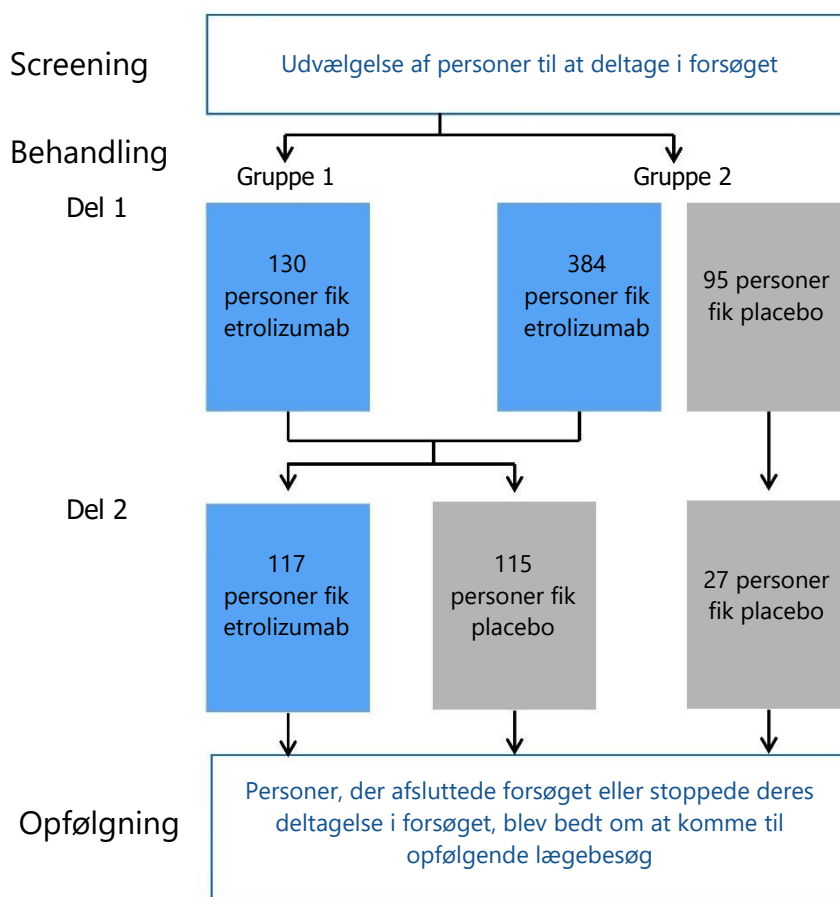 Screening
Udvælgelse af personer til at deltage i forsøget
Behandling
Gruppe 1
Gruppe 2
Del 1
130
personer fik
etrolizumab
384
personer fik
etrolizumab
95 personer
fik placebo
Del 2
117
personer fik
etrolizumab
115
personer fik
placebo
27 personer
fik placebo
Opfølgning
Personer, der afsluttede forsøget eller stoppede deres
deltagelse i forsøget, blev bedt om at komme til
opfølgende lægebesøg